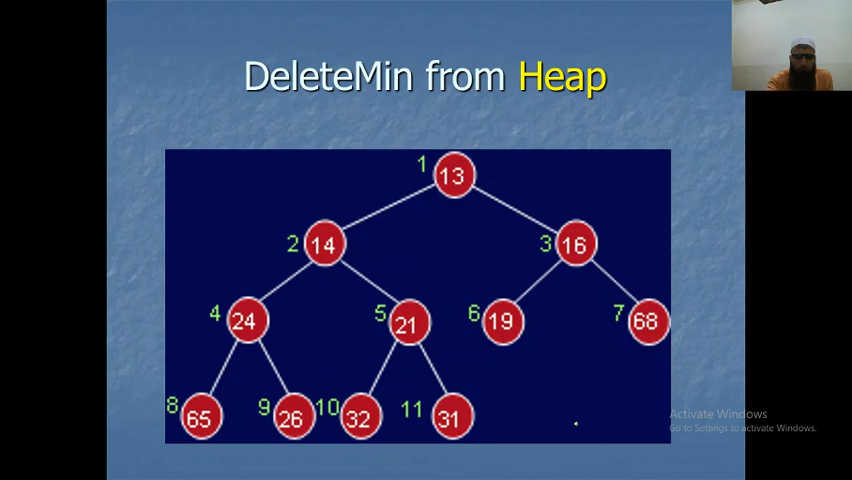 DeleteMin from Heap
1 13
2 14 3 16
4 24 5 21 6 19 7 68
8 65 9 26 10 32 11 31
Activate Windows
Go to Settings to activate Windows.